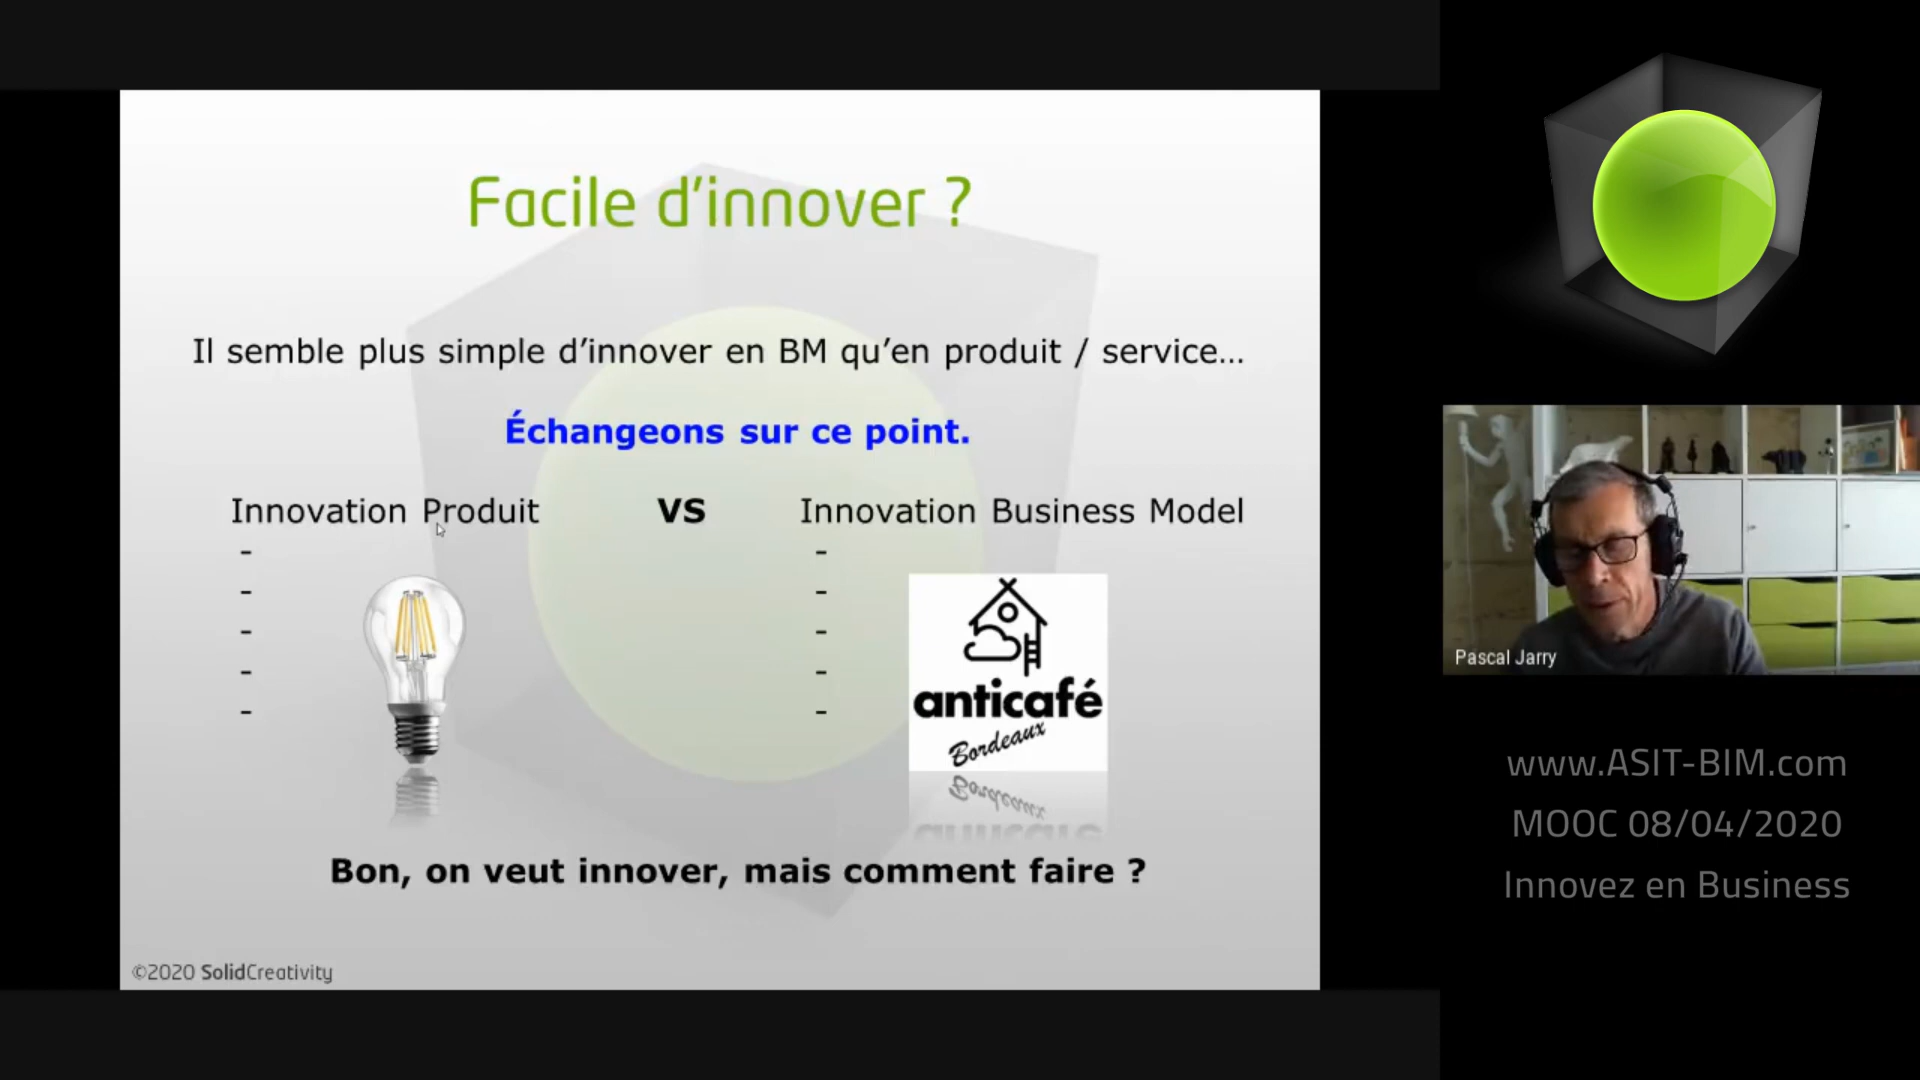 Facile d’innover ?
Il semble plus simple d’innover en BM qu’en produit / service...
Échangeons sur ce point.
Innovation Produit VS Innovation Business Model
- -
- -
- -
- -
- -
anticafé
Bordeaux
Bon, on veut innover, mais comment faire ?
©2020 SolidCreativity
Pascal Jarry
www.ASIT-BIM.com
MOOC 08/04/2020
Innovez en Business